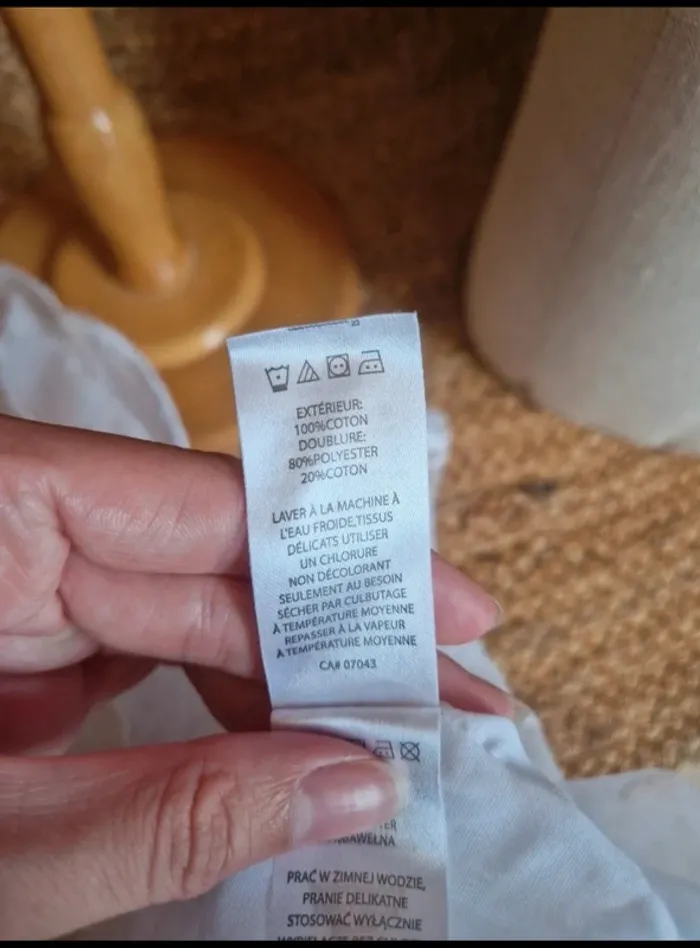 EXTÉRIEUR:
100%COTON
DOUBLURE:
80%POLYESTER
20%COTON
LAVER À LA MACHINE À
L'EAU FROIDE,TISSUS
DÉLICATS UTILISER
UN CHLORURE
NON DÉCOLORANT
SEULEMENT AU BESOIN
SÉCHER PAR CULBUTAGE
À TEMPÉRATURE MOYENNE
REPASSER À LA VAPEUR
À TEMPÉRATURE MOYENNE
CA# 07043
PRAĆ W ZIMNEJ WODZIE,
PRANIE DELIKATNE
STOSOWAĆ WYŁĄCZNIE